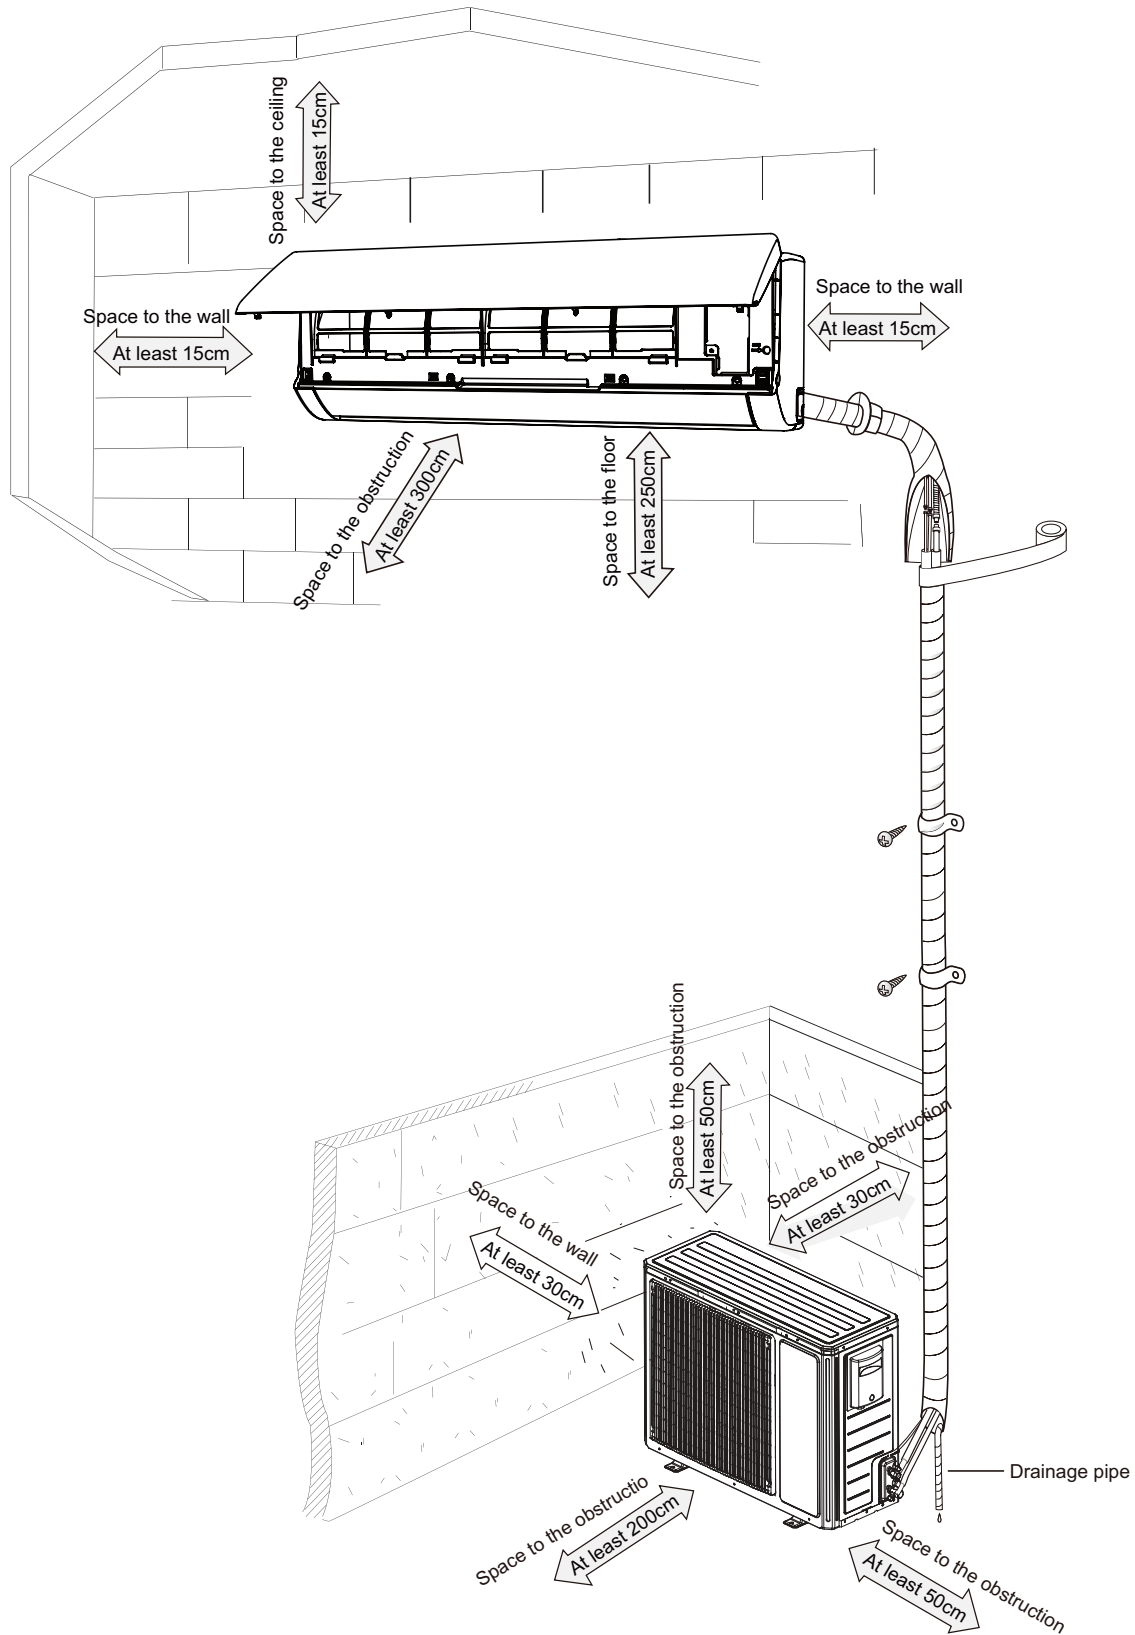 Space to the ceiling
At least 15cm
Space to the wall
At least 15cm
Space to the wall
At least 15cm
Space to the obstruction
At least 300cm
Space to the floor
At least 250cm
Space to the obstruction
At least 50cm
Space to the obstruction
At least 30cm
Space to the wall
At least 30cm
Drainage pipe
Space to the obstructio
At least 200cm
Space to the obstruction
At least 50cm